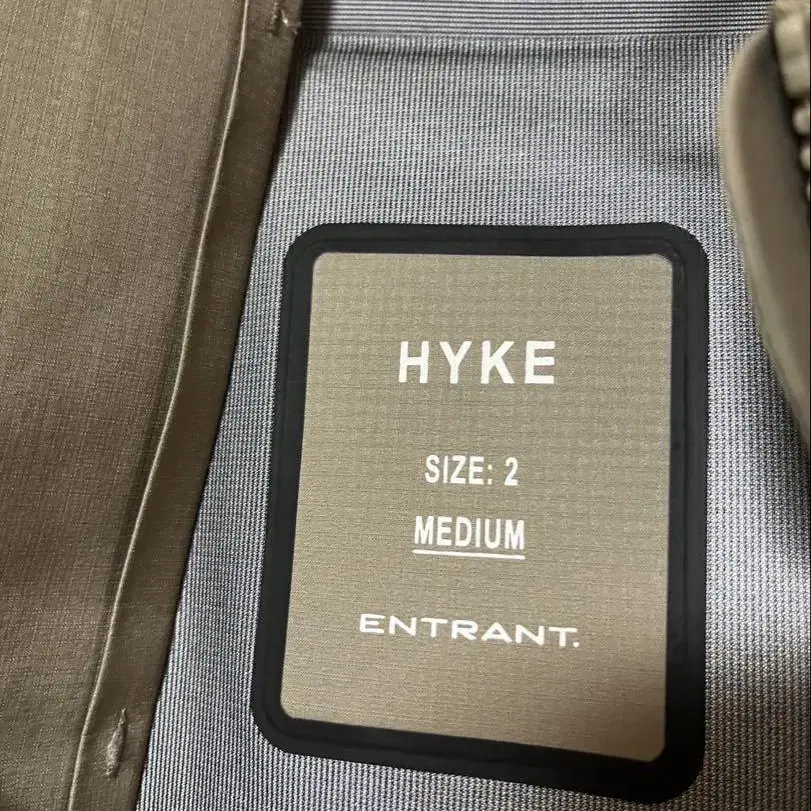 HYKE
SIZE: 2
MEDIUM
ENTRANT.